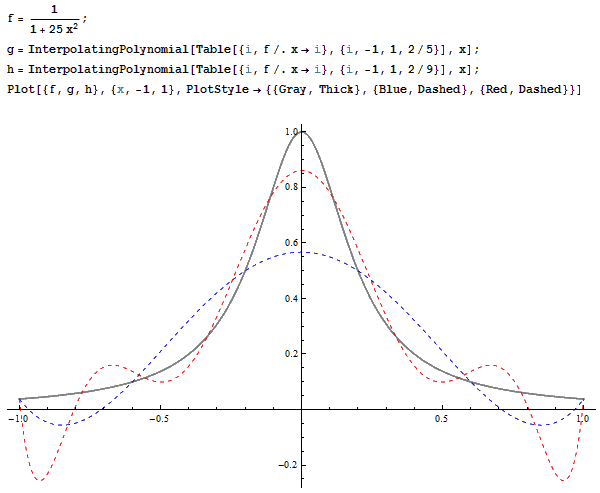 f = 1/(1 + 25 x²);
g = InterpolatingPolynomial[Table[{i, f /. x → i}, {i, -1, 1, 2 / 5}], x];
h = InterpolatingPolynomial[Table[{i, f /. x → i}, {i, -1, 1, 2 / 9}], x];
Plot[{f, g, h}, {x, -1, 1}, PlotStyle → {{Gray, Thick}, {Blue, Dashed}, {Red, Dashed}}]
1.0
0.8
0.6
0.4
0.2
-1.0 -0.5 0.5 1.0
-0.2